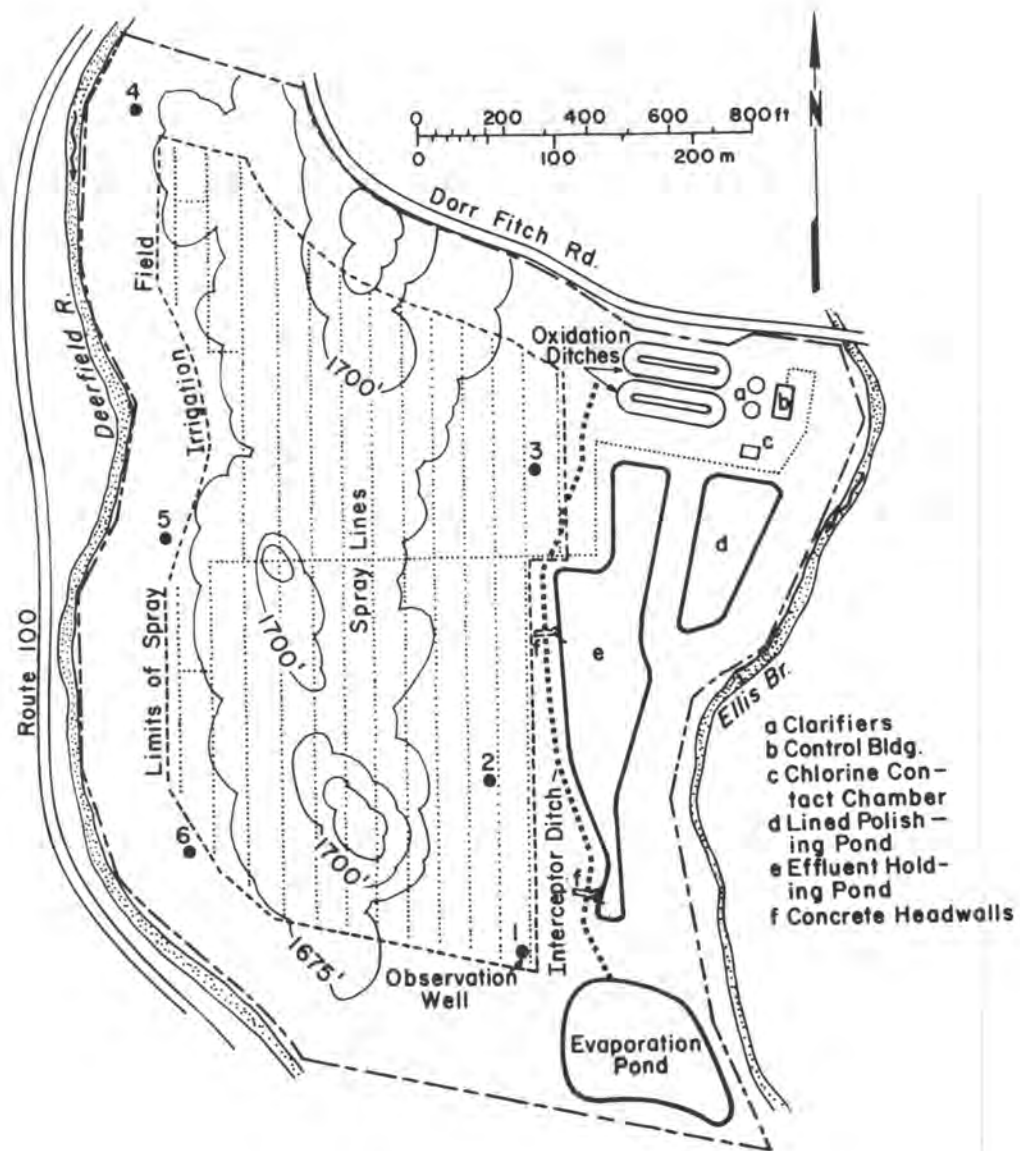 4
N
0 200 400 600 800 ft
0 100 200 m
Dorr Fitch Rd.
Field
Deerfield R.
Irrigation
1700'
Oxidation
Ditches
a
b
c
3
5
Spray Lines
d
Route 100
Limits of Spray
1700'
f
e
Ellis Br.
2
Interceptor Ditch
6
1700'
f
1
1675'
Observation
Well
Evaporation
Pond
a Clarifiers
b Control Bldg.
c Chlorine Con-
tact Chamber
d Lined Polish-
ing Pond
e Effluent Hold-
ing Pond
f Concrete Headwalls